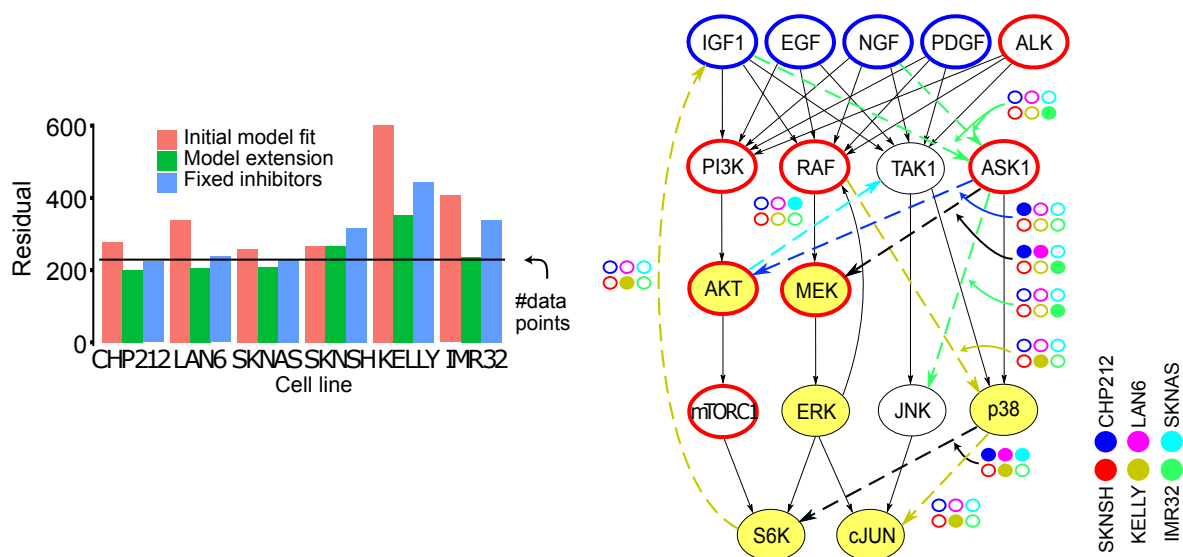 600
400
200
0
Residual
Initial model fit
Model extension
Fixed inhibitors
#data
points
CHP212 LAN6 SKNAS SKNSH KELLY IMR32
Cell line
IGF1 EGF NGF PDGF ALK
PI3K RAF TAK1 ASK1
AKT MEK
mTORC1 ERK JNK p38
S6K cJUN
SKNSH CHP212
KELLY LAN6
IMR32 SKNAS